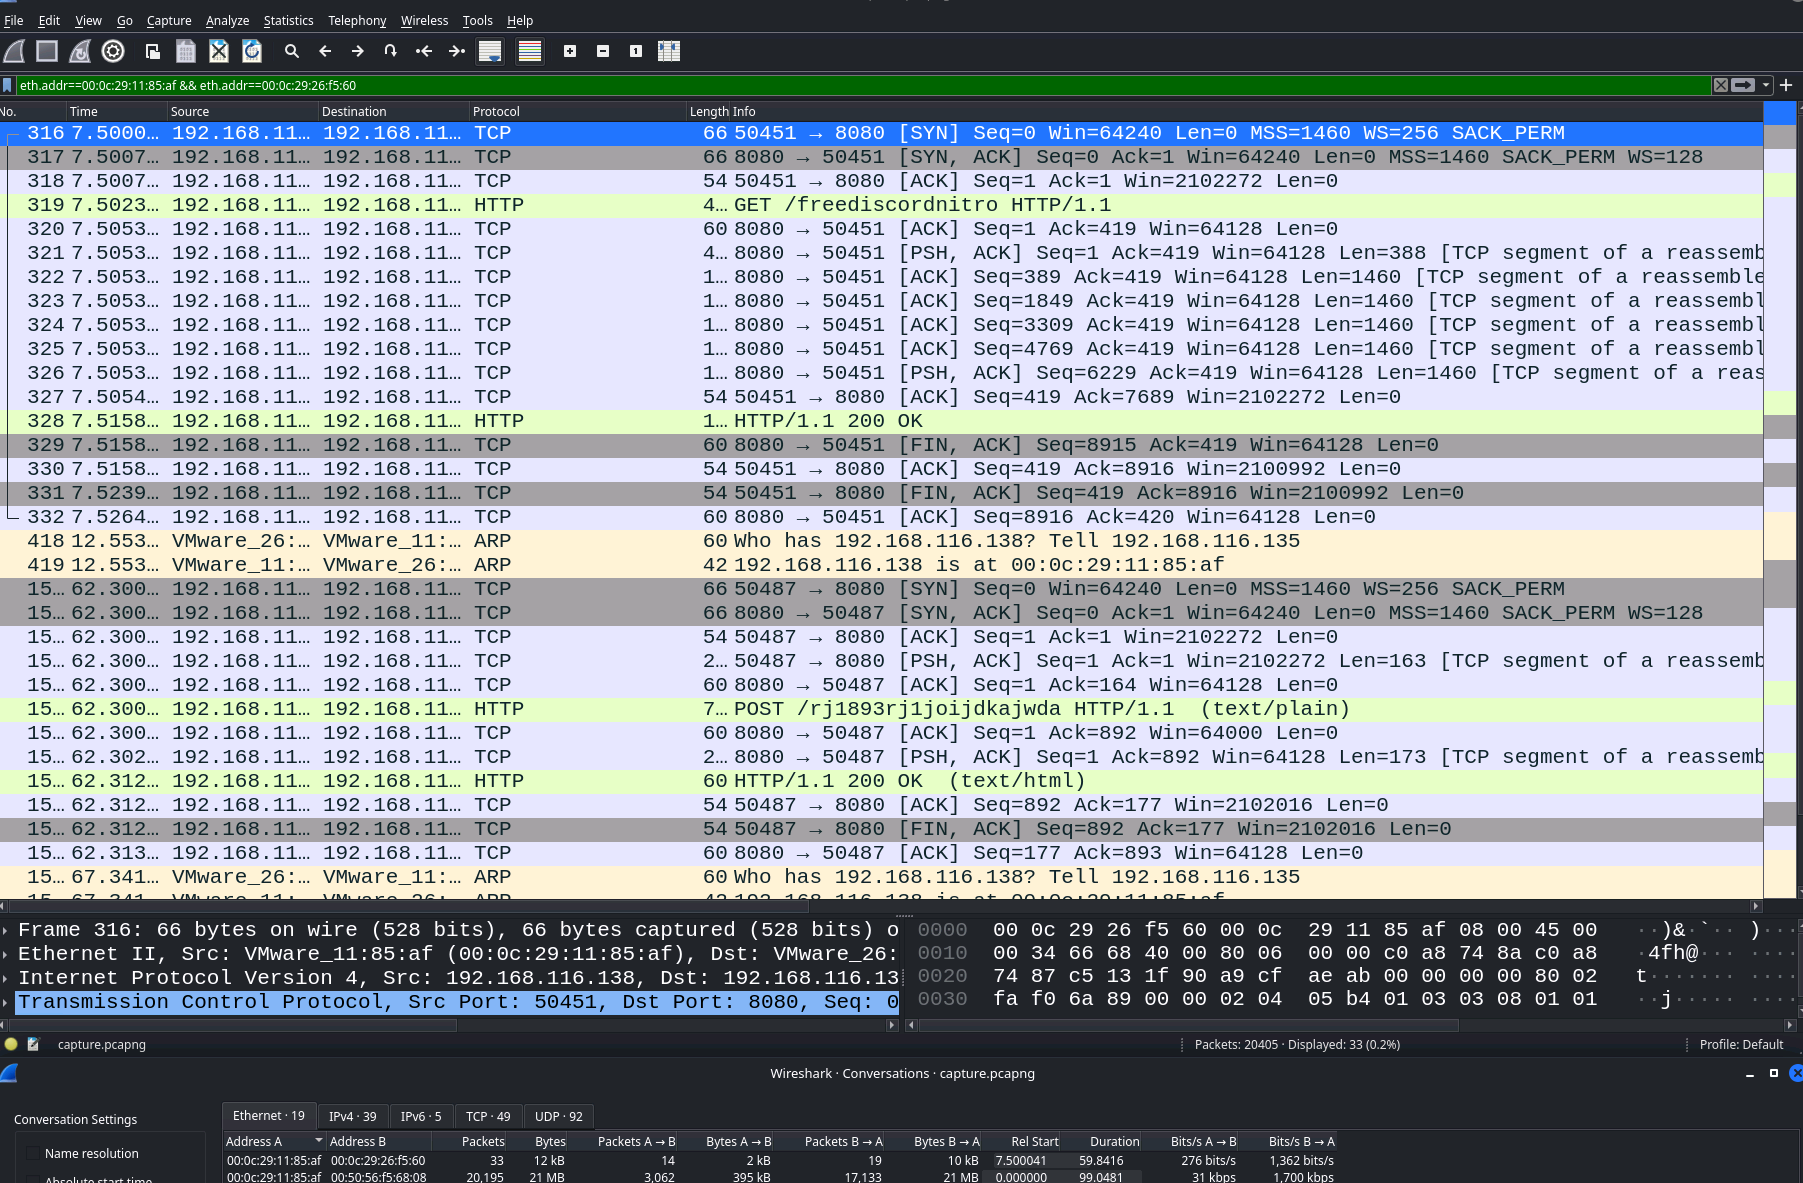 File Edit View Go Capture Analyze Statistics Telephony Wireless Tools Help
eth.addr==00:0c:29:11:85:af && eth.addr==00:0c:29:26:f5:60
No. Time Source Destination Protocol Length Info
316 7.5000… 192.168.11… 192.168.11… TCP 66 50451 → 8080 [SYN] Seq=0 Win=64240 Len=0 MSS=1460 WS=256 SACK_PERM
317 7.5007… 192.168.11… 192.168.11… TCP 66 8080 → 50451 [SYN, ACK] Seq=0 Ack=1 Win=64240 Len=0 MSS=1460 SACK_PERM WS=128
318 7.5007… 192.168.11… 192.168.11… TCP 54 50451 → 8080 [ACK] Seq=1 Ack=1 Win=2102272 Len=0
319 7.5023… 192.168.11… 192.168.11… HTTP 4… GET /freediscordnitro HTTP/1.1
320 7.5053… 192.168.11… 192.168.11… TCP 60 8080 → 50451 [ACK] Seq=1 Ack=419 Win=64128 Len=0
321 7.5053… 192.168.11… 192.168.11… TCP 4… 8080 → 50451 [PSH, ACK] Seq=1 Ack=419 Win=64128 Len=388 [TCP segment of a reassemb
322 7.5053… 192.168.11… 192.168.11… TCP 1… 8080 → 50451 [ACK] Seq=389 Ack=419 Win=64128 Len=1460 [TCP segment of a reassemble
323 7.5053… 192.168.11… 192.168.11… TCP 1… 8080 → 50451 [ACK] Seq=1849 Ack=419 Win=64128 Len=1460 [TCP segment of a reassembl
324 7.5053… 192.168.11… 192.168.11… TCP 1… 8080 → 50451 [ACK] Seq=3309 Ack=419 Win=64128 Len=1460 [TCP segment of a reassembl
325 7.5053… 192.168.11… 192.168.11… TCP 1… 8080 → 50451 [ACK] Seq=4769 Ack=419 Win=64128 Len=1460 [TCP segment of a reassembl
326 7.5053… 192.168.11… 192.168.11… TCP 1… 8080 → 50451 [PSH, ACK] Seq=6229 Ack=419 Win=64128 Len=1460 [TCP segment of a reas
327 7.5054… 192.168.11… 192.168.11… TCP 54 50451 → 8080 [ACK] Seq=419 Ack=7689 Win=2102272 Len=0
328 7.5158… 192.168.11… 192.168.11… HTTP 1… HTTP/1.1 200 OK
329 7.5158… 192.168.11… 192.168.11… TCP 60 8080 → 50451 [FIN, ACK] Seq=8915 Ack=419 Win=64128 Len=0
330 7.5158… 192.168.11… 192.168.11… TCP 54 50451 → 8080 [ACK] Seq=419 Ack=8916 Win=2100992 Len=0
331 7.5239… 192.168.11… 192.168.11… TCP 54 50451 → 8080 [FIN, ACK] Seq=419 Ack=8916 Win=2100992 Len=0
332 7.5264… 192.168.11… 192.168.11… TCP 60 8080 → 50451 [ACK] Seq=8916 Ack=420 Win=64128 Len=0
418 12.553… VMware_26:… VMware_11:… ARP 60 Who has 192.168.116.138? Tell 192.168.116.135
419 12.553… VMware_11:… VMware_26:… ARP 42 192.168.116.138 is at 00:0c:29:11:85:af
15… 62.300… 192.168.11… 192.168.11… TCP 66 50487 → 8080 [SYN] Seq=0 Win=64240 Len=0 MSS=1460 WS=256 SACK_PERM
15… 62.300… 192.168.11… 192.168.11… TCP 66 8080 → 50487 [SYN, ACK] Seq=0 Ack=1 Win=64240 Len=0 MSS=1460 SACK_PERM WS=128
15… 62.300… 192.168.11… 192.168.11… TCP 54 50487 → 8080 [ACK] Seq=1 Ack=1 Win=2102272 Len=0
15… 62.300… 192.168.11… 192.168.11… TCP 2… 50487 → 8080 [PSH, ACK] Seq=1 Ack=1 Win=2102272 Len=163 [TCP segment of a reassemb
15… 62.300… 192.168.11… 192.168.11… TCP 60 8080 → 50487 [ACK] Seq=1 Ack=164 Win=64128 Len=0
15… 62.300… 192.168.11… 192.168.11… HTTP 7… POST /rj1893rj1joijdkajwda HTTP/1.1 (text/plain)
15… 62.300… 192.168.11… 192.168.11… TCP 60 8080 → 50487 [ACK] Seq=1 Ack=892 Win=64000 Len=0
15… 62.302… 192.168.11… 192.168.11… TCP 2… 8080 → 50487 [PSH, ACK] Seq=1 Ack=892 Win=64128 Len=173 [TCP segment of a reassemb
15… 62.312… 192.168.11… 192.168.11… HTTP 60 HTTP/1.1 200 OK (text/html)
15… 62.312… 192.168.11… 192.168.11… TCP 54 50487 → 8080 [ACK] Seq=892 Ack=177 Win=2102016 Len=0
15… 62.312… 192.168.11… 192.168.11… TCP 54 50487 → 8080 [FIN, ACK] Seq=892 Ack=177 Win=2102016 Len=0
15… 62.313… 192.168.11… 192.168.11… TCP 60 8080 → 50487 [ACK] Seq=177 Ack=893 Win=64128 Len=0
15… 67.341… VMware_26:… VMware_11:… ARP 60 Who has 192.168.116.138? Tell 192.168.116.135
15… 67.341… VMware_11:… VMware_26:… ARP 42 192.168.116.138 is at 00:0c:29:11:85:af
Frame 316: 66 bytes on wire (528 bits), 66 bytes captured (528 bits) o
Ethernet II, Src: VMware_11:85:af (00:0c:29:11:85:af), Dst: VMware_26:
Internet Protocol Version 4, Src: 192.168.116.138, Dst: 192.168.116.13
Transmission Control Protocol, Src Port: 50451, Dst Port: 8080, Seq: 0
0000 00 0c 29 26 f5 60 00 0c 29 11 85 af 08 00 45 00 ··)&·`·· )···
0010 00 34 66 68 40 00 80 06 00 00 c0 a8 74 8a c0 a8 ·4fh@··· ····
0020 74 87 c5 13 1f 90 a9 cf ae ab 00 00 00 00 80 02 t······· ····
0030 fa f0 6a 89 00 00 02 04 05 b4 01 03 03 08 01 01 ··j····· ····
capture.pcapng
Packets: 20405 · Displayed: 33 (0.2%)
Profile: Default
Wireshark · Conversations · capture.pcapng
Conversation Settings
Name resolution
Absolute start time
Ethernet · 19 IPv4 · 39 IPv6 · 5 TCP · 49 UDP · 92
Address A Address B Packets Bytes Packets A → B Bytes A → B Packets B → A Bytes B → A Rel Start Duration Bits/s A → B Bits/s B → A
00:0c:29:11:85:af 00:0c:29:26:f5:60 33 12 kB 14 2 kB 19 10 kB 7.500041 59.8416 276 bits/s 1,362 bits/s
00:0c:29:11:85:af 00:50:56:f5:68:08 20,195 21 MB 3,062 395 kB 17,133 21 MB 0.000000 99.0481 31 kbps 1,700 kbps